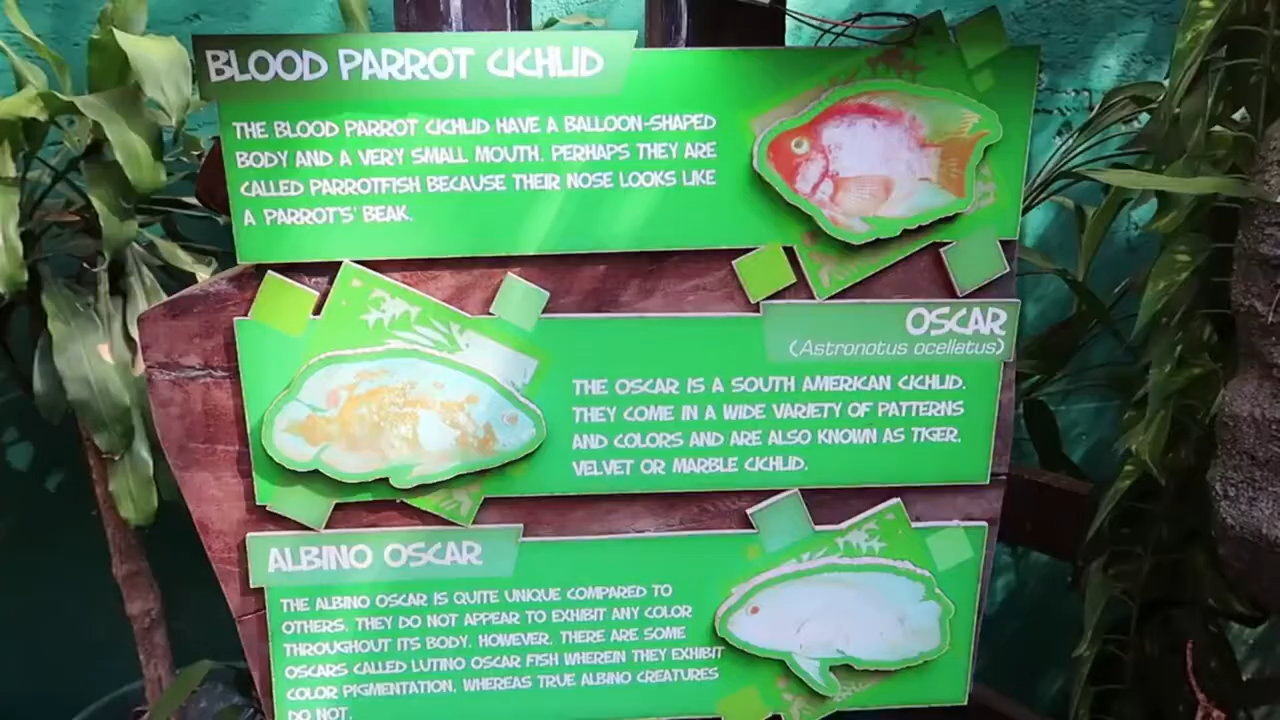 BLOOD PARROT CICHLID
THE BLOOD PARROT CICHLID HAVE A BALLOON-SHAPED
BODY AND A VERY SMALL MOUTH. PERHAPS THEY ARE
CALLED PARROTFISH BECAUSE THEIR NOSE LOOKS LIKE
A PARROT'S' BEAK.
OSCAR
(Astronotus ocellatus)
THE OSCAR IS A SOUTH AMERICAN CICHLID.
THEY COME IN A WIDE VARIETY OF PATTERNS
AND COLORS AND ARE ALSO KNOWN AS TIGER,
VELVET OR MARBLE CICHLID.
ALBINO OSCAR
THE ALBINO OSCAR IS QUITE UNIQUE COMPARED TO
OTHERS. THEY DO NOT APPEAR TO EXHIBIT ANY COLOR
THROUGHOUT ITS BODY. HOWEVER, THERE ARE SOME
OSCARS CALLED LUTINO OSCAR FISH WHEREIN THEY EXHIBIT
COLOR PIGMENTATION, WHEREAS TRUE ALBINO CREATURES
DO NOT.